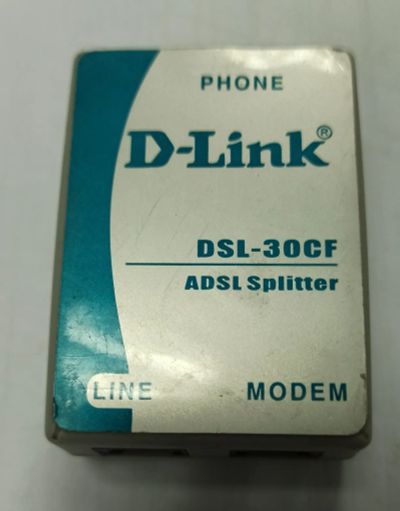 PHONE
D-Link®
DSL-30CF
ADSL Splitter
LINE MODEM